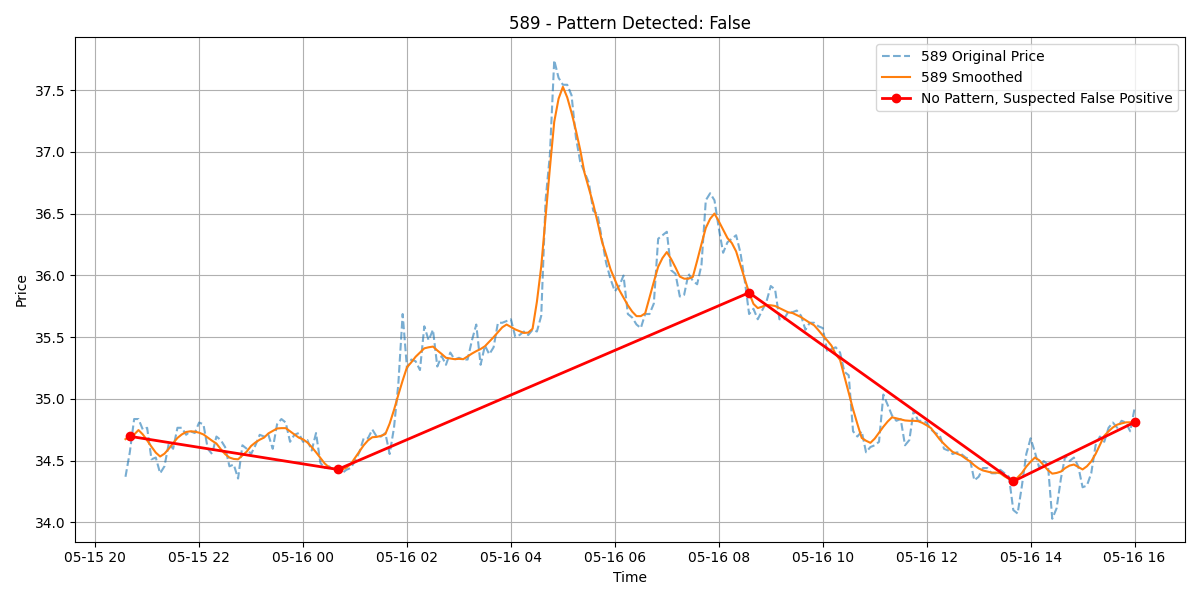 589 - Pattern Detected: False
589 Original Price
589 Smoothed
No Pattern, Suspected False Positive
Price
37.5
37.0
36.5
36.0
35.5
35.0
34.5
34.0
05-15 20 05-15 22 05-16 00 05-16 02 05-16 04 05-16 06 05-16 08 05-16 10 05-16 12 05-16 14 05-16 16
Time